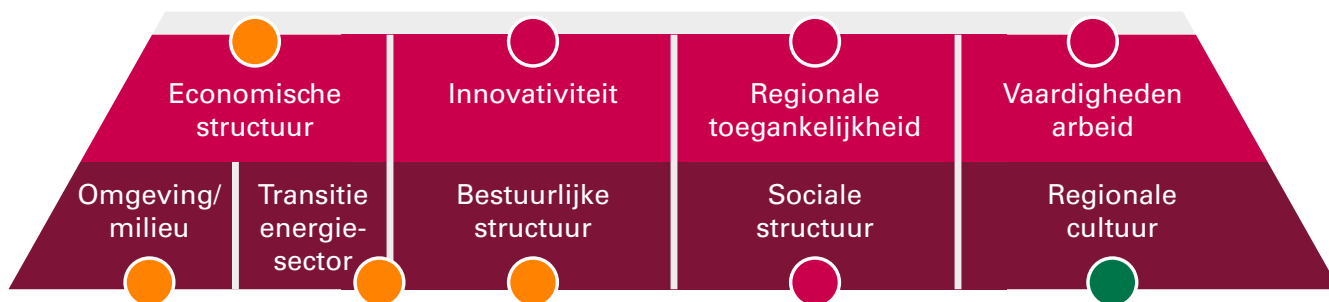 Economische
structuur
Innovativiteit
Regionale
toegankelijkheid
Vaardigheden
arbeid
Omgeving/
milieu
Transitie
energie-
sector
Bestuurlijke
structuur
Sociale
structuur
Regionale
cultuur